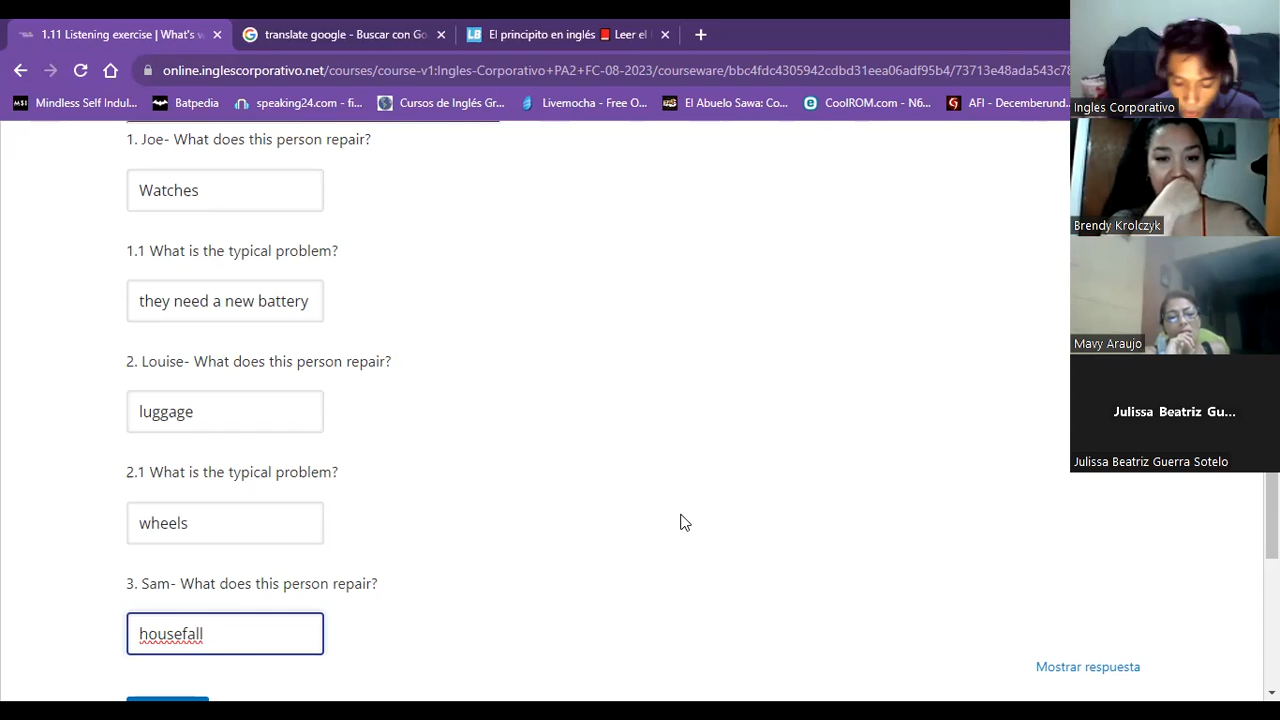 1.11 Listening exercise | What's v
translate google - Buscar con Go
LB El principito en inglés 📕 Leer el
online.inglescorporativo.net/courses/course-v1:Ingles-Corporativo+PA2+FC-08-2023/courseware/bbc4fdc4305942cdbd31eea06adf95b4/73713e48ada543c78
MSI Mindless Self Indul...
Batpedia
speaking24.com - fi...
Cursos de Inglés Gr...
Livemocha - Free O...
El Abuelo Sawa: Co...
CoolROM.com - N6...
AFI - Decemberund...
1. Joe- What does this person repair?
Watches
1.1 What is the typical problem?
they need a new battery
2. Louise- What does this person repair?
luggage
2.1 What is the typical problem?
wheels
3. Sam- What does this person repair?
housefall
Mostrar respuesta
Ingles Corporativo
Brendy Krolczyk
Mavy Araujo
Julissa Beatriz Gu...
Julissa Beatriz Guerra Sotelo